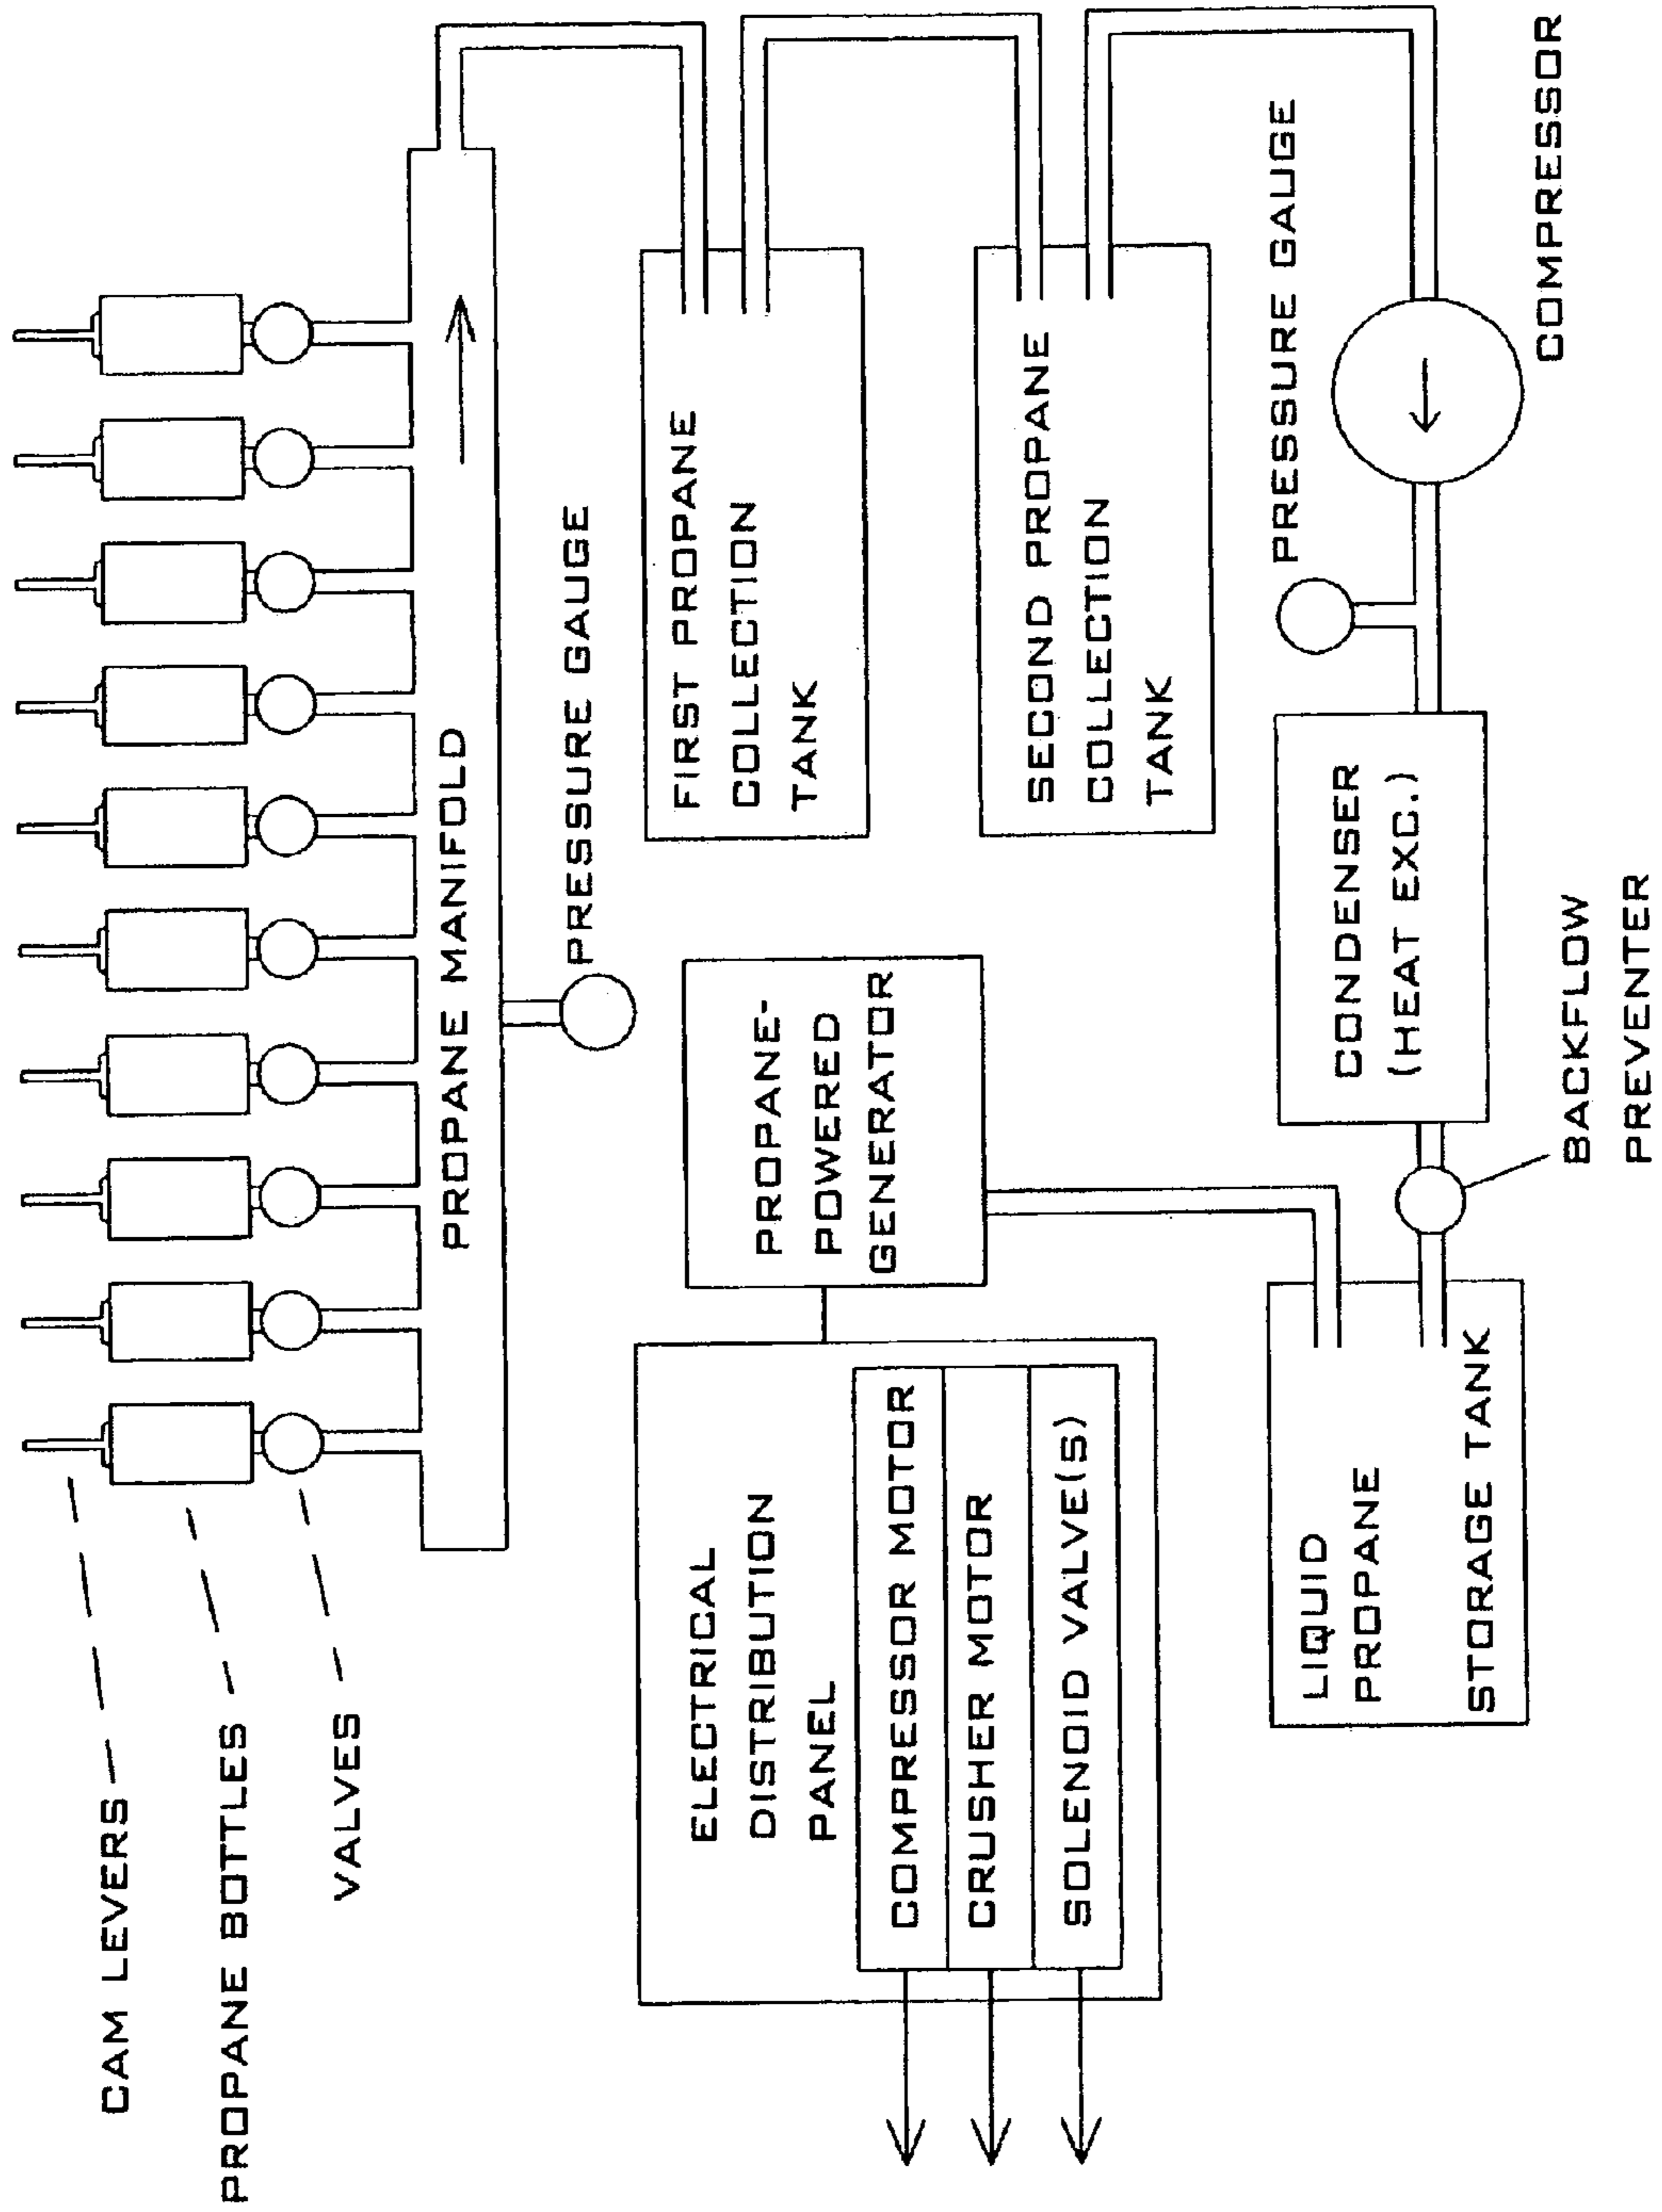 CAM LEVERS
PROPANE BOTTLES
VALVES
PROPANE MANIFOLD
PRESSURE GAUGE
FIRST PROPANE
COLLECTION
TANK
SECOND PROPANE
COLLECTION
TANK
PRESSURE GAUGE
COMPRESSOR
CONDENSER
(HEAT EXC.)
BACKFLOW
PREVENTER
PROPANE-
POWERED
GENERATOR
ELECTRICAL
DISTRIBUTION
PANEL
COMPRESSOR MOTOR
CRUSHER MOTOR
SOLENOID VALVE(S)
LIQUID
PROPANE
STORAGE TANK